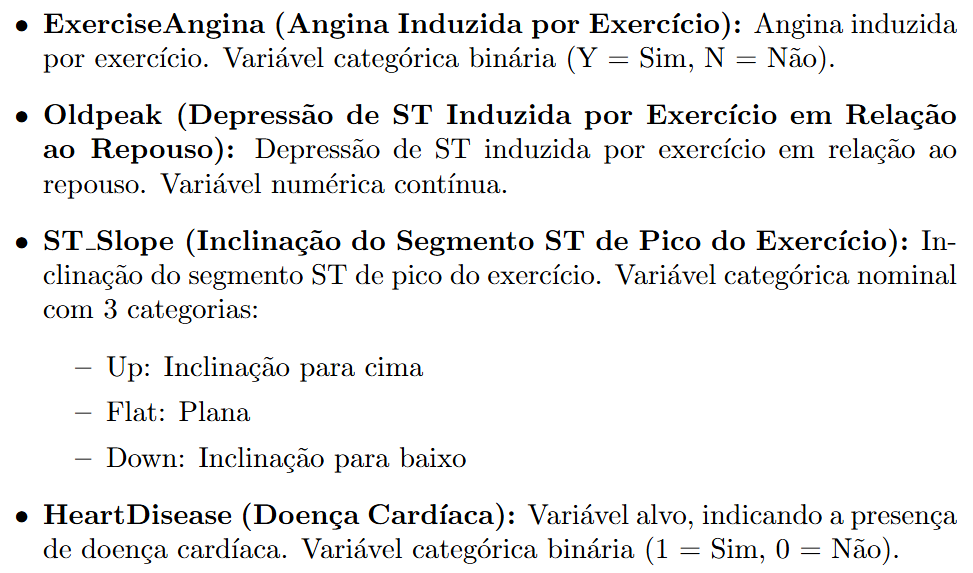 • ExerciseAngina (Angina Induzida por Exercício): Angina induzida
por exercício. Variável categórica binária (Y = Sim, N = Não).
• Oldpeak (Depressão de ST Induzida por Exercício em Relação
ao Repouso): Depressão de ST induzida por exercício em relação ao
repouso. Variável numérica contínua.
• ST_Slope (Inclinação do Segmento ST de Pico do Exercício): In-
clinação do segmento ST de pico do exercício. Variável categórica nominal
com 3 categorias:
– Up: Inclinação para cima
– Flat: Plana
– Down: Inclinação para baixo
• HeartDisease (Doença Cardíaca): Variável alvo, indicando a presença
de doença cardíaca. Variável categórica binária (1 = Sim, 0 = Não).